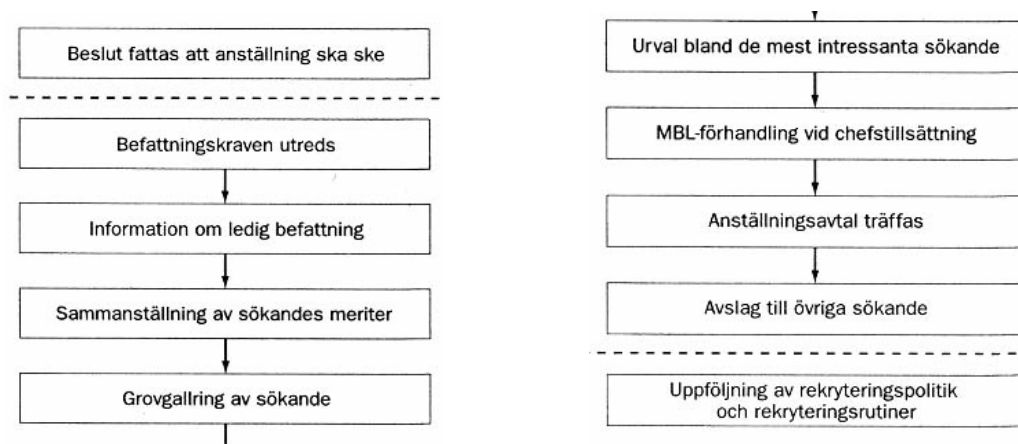 Beslut fattas att anställning ska ske
Befattningskraven utreds
Information om ledig befattning
Sammanställning av sökandes meriter
Grovgallring av sökande
Urval bland de mest intressanta sökande
MBL-förhandling vid chefstillsättning
Anställningsavtal träffas
Avslag till övriga sökande
Uppföljning av rekryteringspolitik
och rekryteringsrutiner